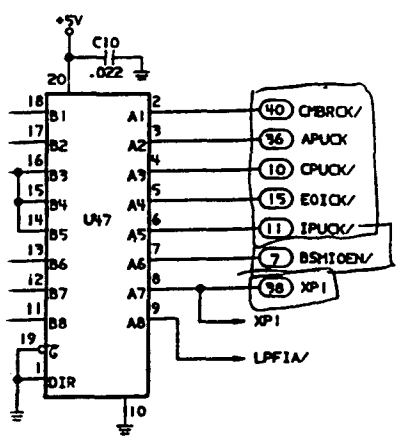 +5V
C10
.022
20
18 B1 A1 2 40 CMBRCK/
17 B2 A2 3 36 APUCK
16 B3 A3 4 10 CPUCK/
15 B4 A4 5 15 EOICK/
14 B5 U47 A5 6 11 IPUCK/
13 B6 A6 7 7 BSMIOEN/
12 B7 A7 8 38 XP1
11 B8 A8 9 XP1
19 G LPFIA/
1 DIR
10